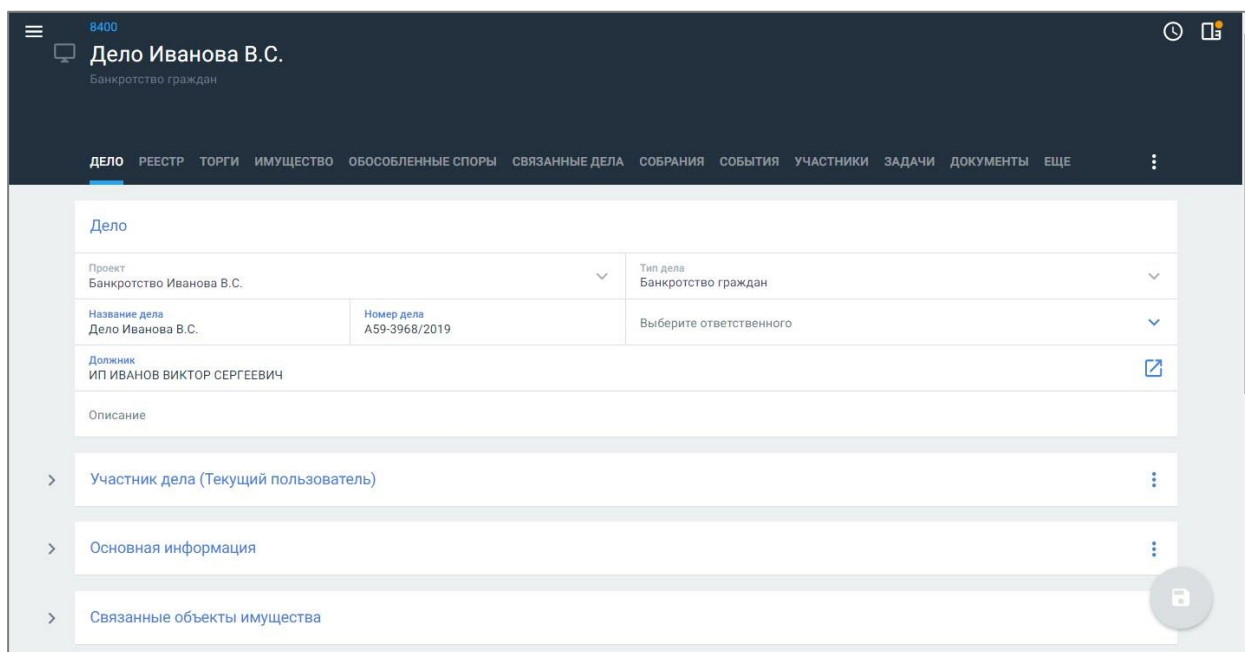 8400
Дело Иванова В.С.
Банкротство граждан
ДЕЛО РЕЕСТР ТОРГИ ИМУЩЕСТВО ОБОСОБЛЕННЫЕ СПОРЫ СВЯЗАННЫЕ ДЕЛА СОБРАНИЯ СОБЫТИЯ УЧАСТНИКИ ЗАДАЧИ ДОКУМЕНТЫ ЕЩЕ
Дело
Проект
Банкротство Иванова В.С.
Тип дела
Банкротство граждан
Название дела
Дело Иванова В.С.
Номер дела
А59-3968/2019
Выберите ответственного
Должник
ИП ИВАНОВ ВИКТОР СЕРГЕЕВИЧ
Описание
Участник дела (Текущий пользователь)
Основная информация
Связанные объекты имущества